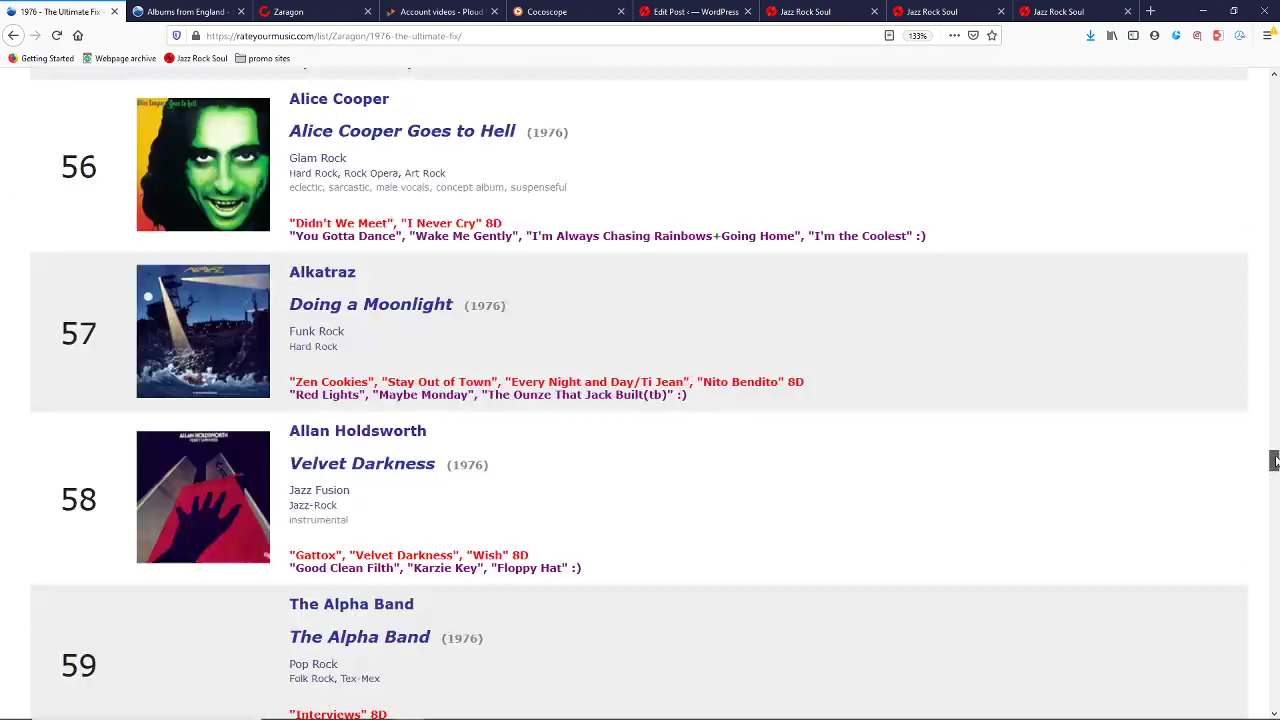 1976 - The Ultimate Fix
Albums from England -
Zaragon
Account videos - Ploud
Cocoscope
Edit Post ‹ — WordPress
Jazz Rock Soul
Jazz Rock Soul
Jazz Rock Soul
https://rateyourmusic.com/list/Zaragon/1976-the-ultimate-fix/
133%
Getting Started
Webpage archive
Jazz Rock Soul
promo sites
Alice Cooper
Alice Cooper Goes to Hell (1976)
56
Glam Rock
Hard Rock, Rock Opera, Art Rock
eclectic, sarcastic, male vocals, concept album, suspenseful
"Didn't We Meet", "I Never Cry" 8D
"You Gotta Dance", "Wake Me Gently", "I'm Always Chasing Rainbows+Going Home", "I'm the Coolest" :)
Alkatraz
Doing a Moonlight (1976)
57
Funk Rock
Hard Rock
"Zen Cookies", "Stay Out of Town", "Every Night and Day/Ti Jean", "Nito Bendito" 8D
"Red Lights", "Maybe Monday", "The Ounze That Jack Built(tb)" :)
ALLAN HOLDSWORTH
VELVET DARKNESS
Allan Holdsworth
Velvet Darkness (1976)
58
Jazz Fusion
Jazz-Rock
instrumental
"Gattox", "Velvet Darkness", "Wish" 8D
"Good Clean Filth", "Karzie Key", "Floppy Hat" :)
The Alpha Band
The Alpha Band (1976)
59
Pop Rock
Folk Rock, Tex-Mex
"Interviews" 8D